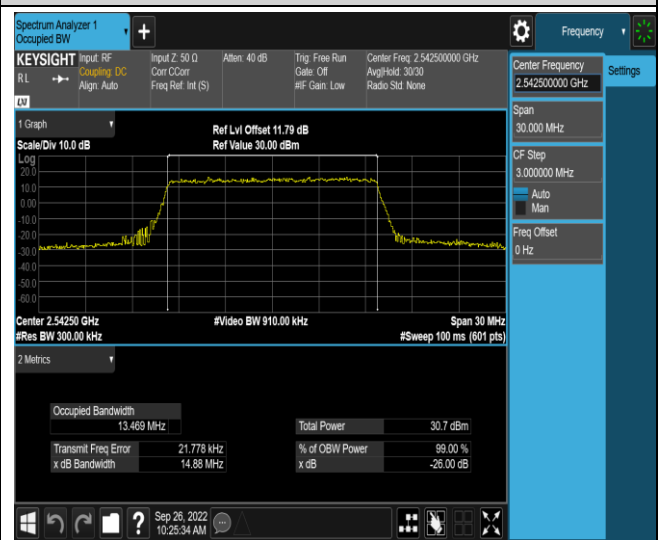 Spectrum Analyzer 1
Occupied BW
Frequency
KEYSIGHT
RL
LXI
Input: RF
Coupling: DC
Align: Auto
Input Z: 50 Ω
Corr CCorr
Freq Ref: Int (S)
Atten: 40 dB
Trig: Free Run
Gate: Off
#IF Gain: Low
Center Freq: 2.542500000 GHz
Avg|Hold: 30/30
Radio Std: None
Center Frequency
2.542500000 GHz
Settings
Span
30.000 MHz
CF Step
3.000000 MHz
Auto
Man
Freq Offset
0 Hz
1 Graph
Scale/Div 10.0 dB
Ref Lvl Offset 11.79 dB
Ref Value 30.00 dBm
Log
20.0
10.0
0.00
-10.0
-20.0
-30.0
-40.0
-50.0
-60.0
Center 2.54250 GHz
#Res BW 300.00 kHz
#Video BW 910.00 kHz
Span 30 MHz
#Sweep 100 ms (601 pts)
2 Metrics
Occupied Bandwidth
13.469 MHz
Total Power 30.7 dBm
Transmit Freq Error 21.778 kHz
% of OBW Power 99.00 %
x dB Bandwidth 14.88 MHz
x dB -26.00 dB
?
Sep 26, 2022
10:25:34 AM